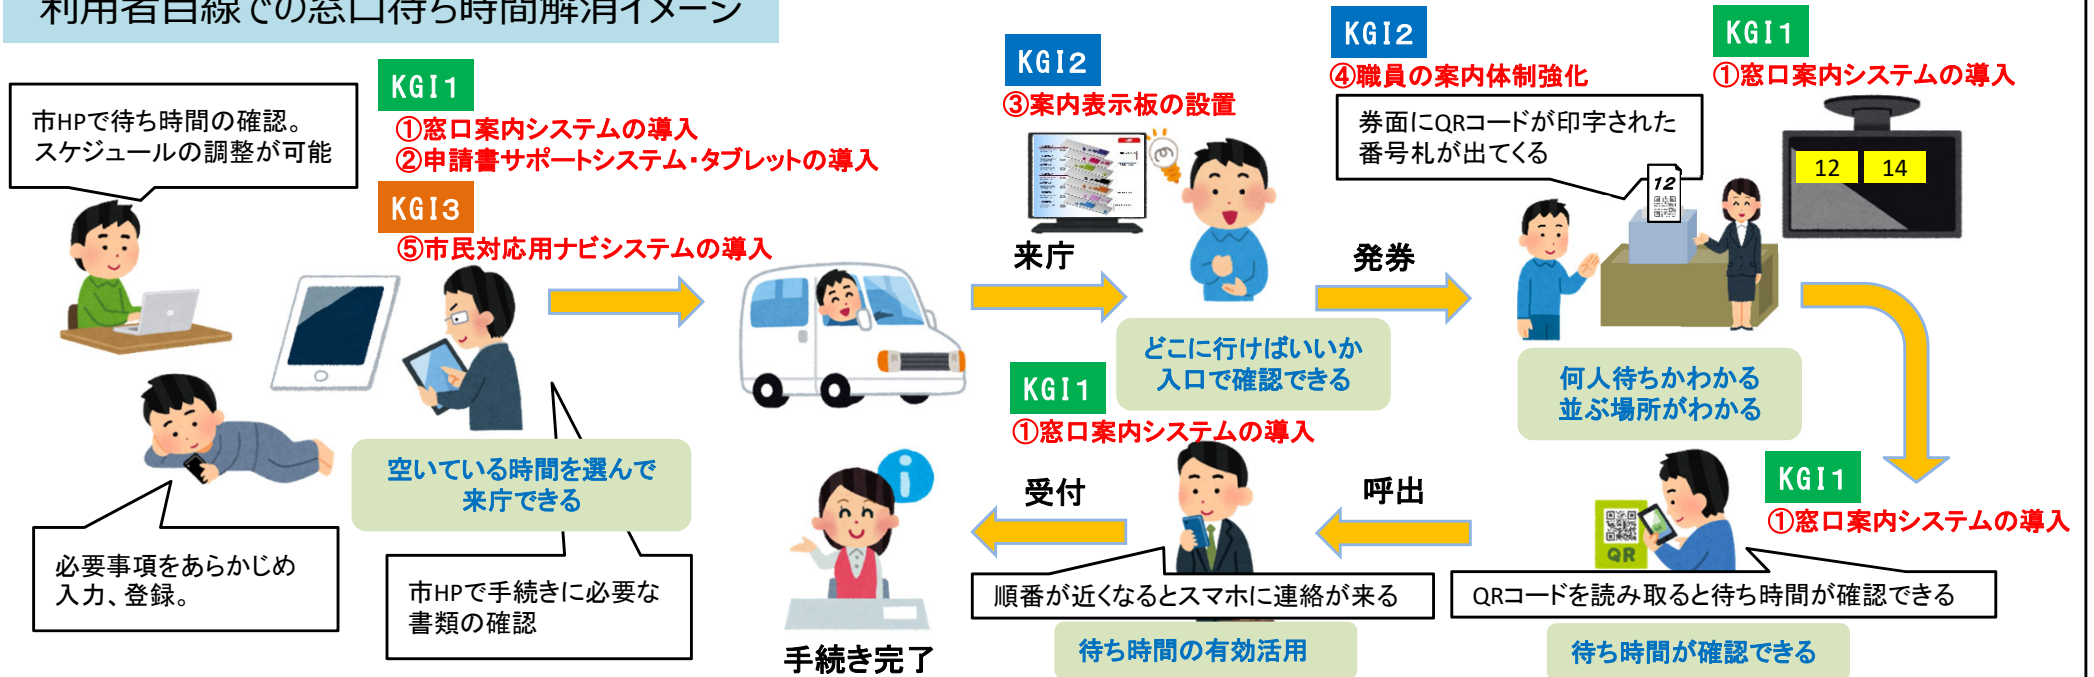 利用者目線での窓口待ち時間解消イメージ
市HPで待ち時間の確認。
スケジュールの調整が可能
KGI1
①窓口案内システムの導入
②申請書サポートシステム・タブレットの導入
KGI3
⑤市民対応用ナビシステムの導入
必要事項をあらかじめ
入力、登録。
空いている時間を選んで
来庁できる
市HPで手続きに必要な
書類の確認
KGI2
③案内表示板の設置
来庁
どこに行けばいいか
入口で確認できる
KGI2
④職員の案内体制強化
券面にQRコードが印字された
番号札が出てくる
12
発券
何人待ちかわかる
並ぶ場所がわかる
KGI1
①窓口案内システムの導入
12
14
KGI1
①窓口案内システムの導入
QR
QRコードを読み取ると待ち時間が確認できる
待ち時間が確認できる
呼出
KGI1
①窓口案内システムの導入
順番が近くなるとスマホに連絡が来る
待ち時間の有効活用
受付
手続き完了